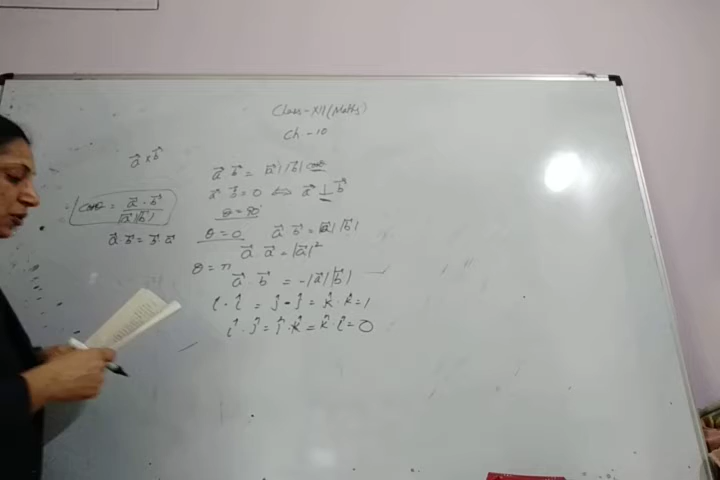 Class-XII (Maths)
Ch - 10
a⃗ x b⃗
a⃗ b⃗ = |a⃗| |b⃗| cosθ
a⃗ b⃗ = 0 ⇔ a⃗ ⊥ b⃗
θ = 90°
cosθ = a⃗ · b⃗ / |a⃗||b⃗|
a⃗ · b⃗ = b⃗ a⃗
θ = 0 a⃗ b⃗ = |a⃗| |b⃗|
a⃗ · a⃗ = |a⃗|²
θ = π
a⃗ · b⃗ = -|a⃗| |b⃗|
î · î = ĵ · ĵ = k̂ · k̂ = 1
î · ĵ = ĵ · k̂ = k̂ · î = 0